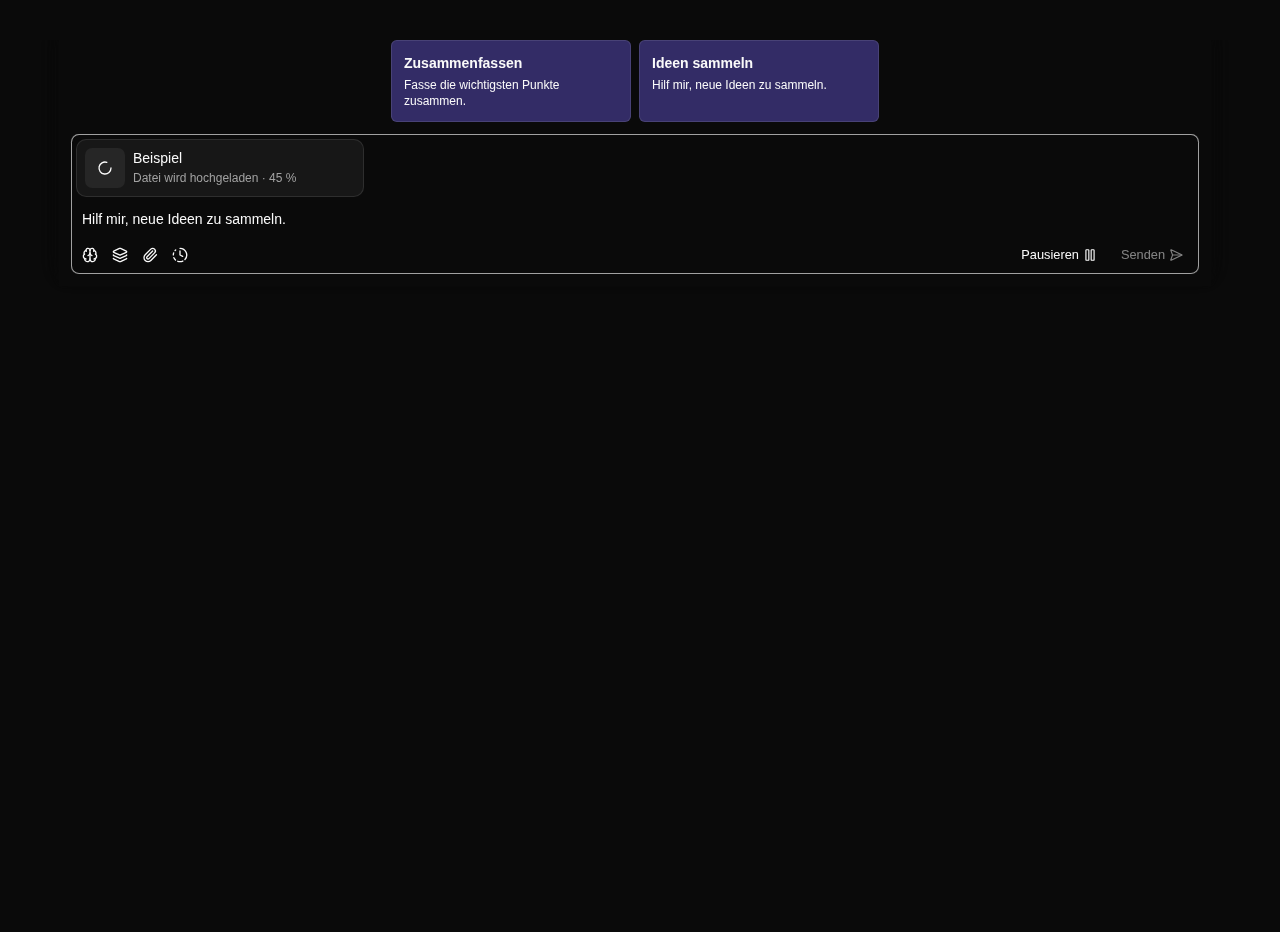 Zusammenfassen
Fasse die wichtigsten Punkte
zusammen.
Ideen sammeln
Hilf mir, neue Ideen zu sammeln.
Beispiel
Datei wird hochgeladen · 45 %
Hilf mir, neue Ideen zu sammeln.
Pausieren
Senden